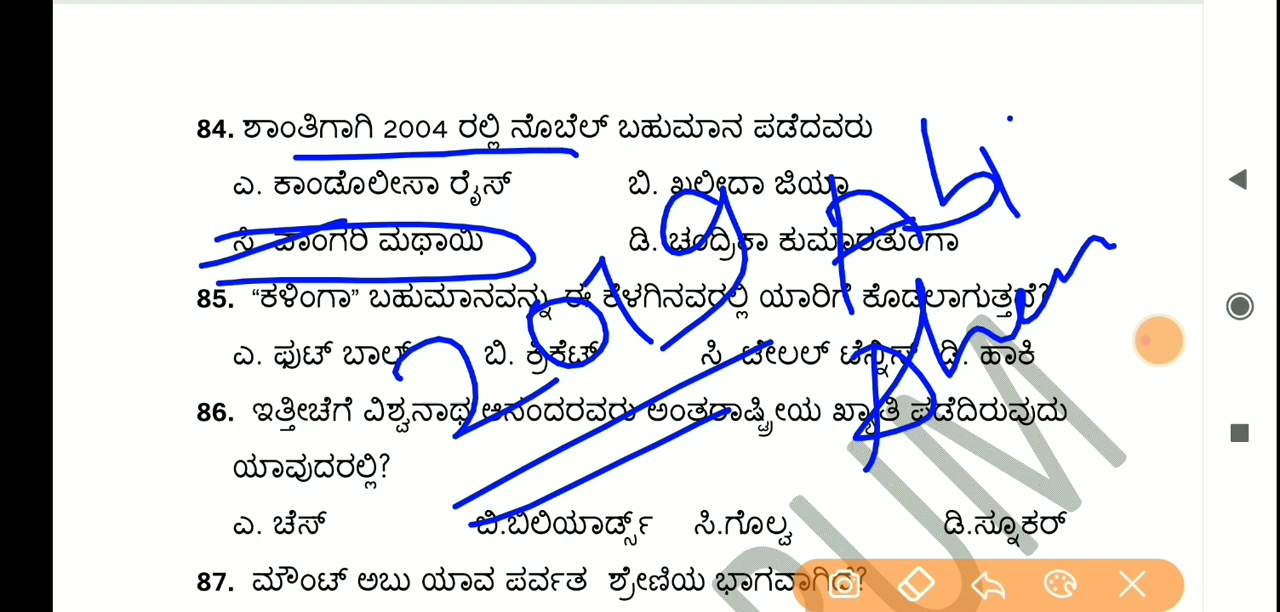 84. ಶಾಂತಿಗಾಗಿ 2004 ರಲ್ಲಿ ನೊಬೆಲ್ ಬಹುಮಾನ ಪಡೆದವರು
ಎ. ಕಾಂಡೊಲೀಸಾ ರೈಸ್ ಬಿ. ಖಲೀದಾ ಜಿಯಾ
ಸಿ. ವಾಂಗರಿ ಮಥಾಯಿ ಡಿ. ಚಂದ್ರಿಕಾ ಕುಮಾರತುಂಗಾ
85. “ಕಳಿಂಗಾ” ಬಹುಮಾನವನ್ನು ಈ ಕೆಳಗಿನವರಲ್ಲಿ ಯಾರಿಗೆ ಕೊಡಲಾಗುತ್ತದೆ?
ಎ. ಫುಟ್ ಬಾಲ್ ಬಿ. ಕ್ರಿಕೆಟ್ ಸಿ. ಟೇಬಲ್ ಟೆನ್ನಿಸ್ ಡಿ. ಹಾಕಿ
86. ಇತ್ತೀಚೆಗೆ ವಿಶ್ವನಾಥ ಆನಂದರವರು ಅಂತರಾಷ್ಟ್ರೀಯ ಖ್ಯಾತಿ ಪಡೆದಿರುವುದು
ಯಾವುದರಲ್ಲಿ?
ಎ. ಚೆಸ್ ಬಿ.ಬಿಲಿಯಾರ್ಡ್ಸ್ ಸಿ.ಗೊಲ್ವ ಡಿ.ಸ್ನೂಕರ್
87. ಮೌಂಟ್ ಅಬು ಯಾವ ಪರ್ವತ ಶ್ರೇಣಿಯ ಭಾಗವಾಗಿದೆ?
2019